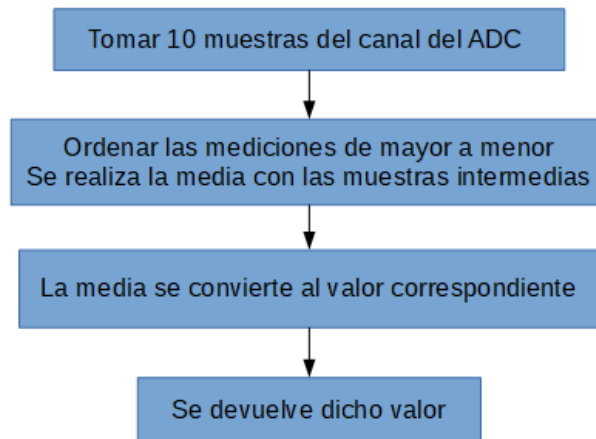 Tomar 10 muestras del canal del ADC
Ordenar las mediciones de mayor a menor
Se realiza la media con las muestras intermedias
La media se convierte al valor correspondiente
Se devuelve dicho valor